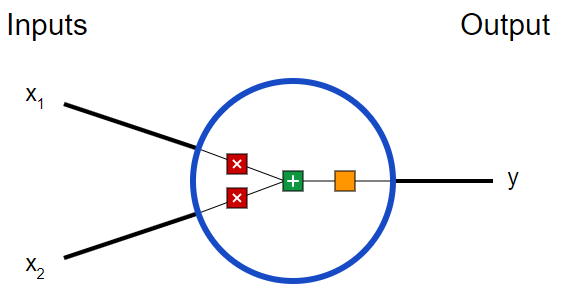 Inputs
Output
x₁
×
+
y
×
x₂